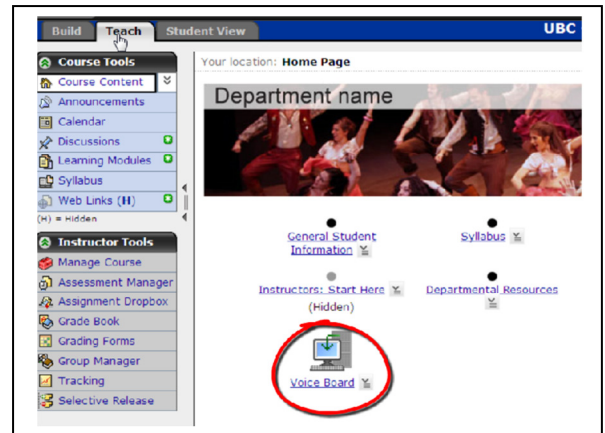 Build Teach Student View UBC
Course Tools
Course Content
Announcements
Calendar
Discussions
Learning Modules
Syllabus
Web Links (H)
(H) = Hidden
Instructor Tools
Manage Course
Assessment Manager
Assignment Dropbox
Grade Book
Grading Forms
Group Manager
Tracking
Selective Release
Your location: Home Page
Department name
General Student
Information
Syllabus
Instructors: Start Here
(Hidden)
Departmental Resources
Voice Board